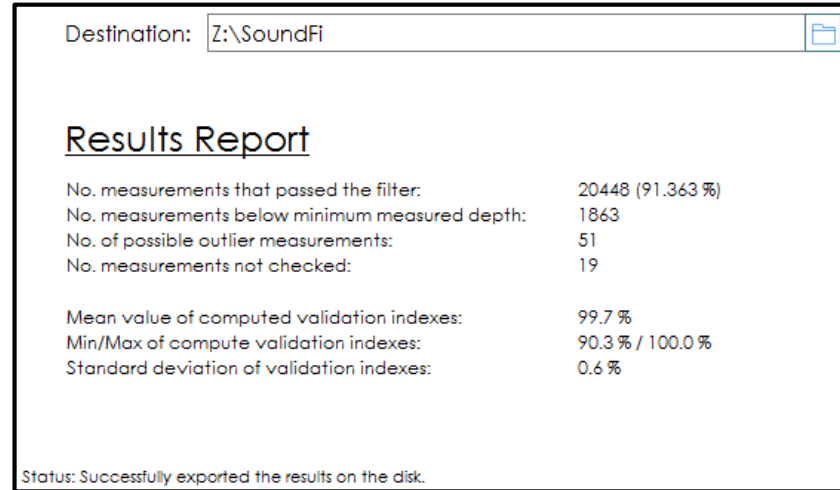 Destination: Z:\SoundFi
Results Report
No. measurements that passed the filter: 20448 (91.363 %)
No. measurements below minimum measured depth: 1863
No. of possible outlier measurements: 51
No. measurements not checked: 19
Mean value of computed validation indexes: 99.7 %
Min/Max of compute validation indexes: 90.3 % / 100.0 %
Standard deviation of validation indexes: 0.6 %
Status: Successfully exported the results on the disk.